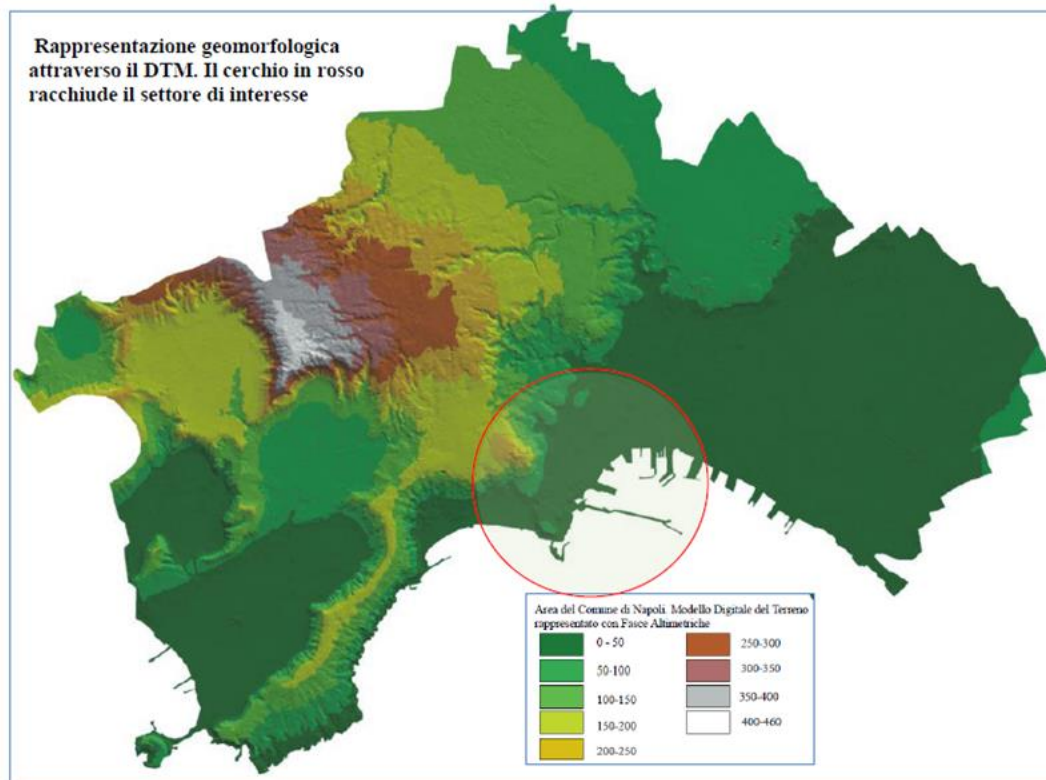 Rappresentazione geomorfologica
attraverso il DTM. Il cerchio in rosso
racchiude il settore di interesse
Area del Comune di Napoli. Modello Digitale del Terreno
rappresentato con Fasce Altimetriche
0 - 50
50-100
100-150
150-200
200-250
250-300
300-350
350-400
400-460